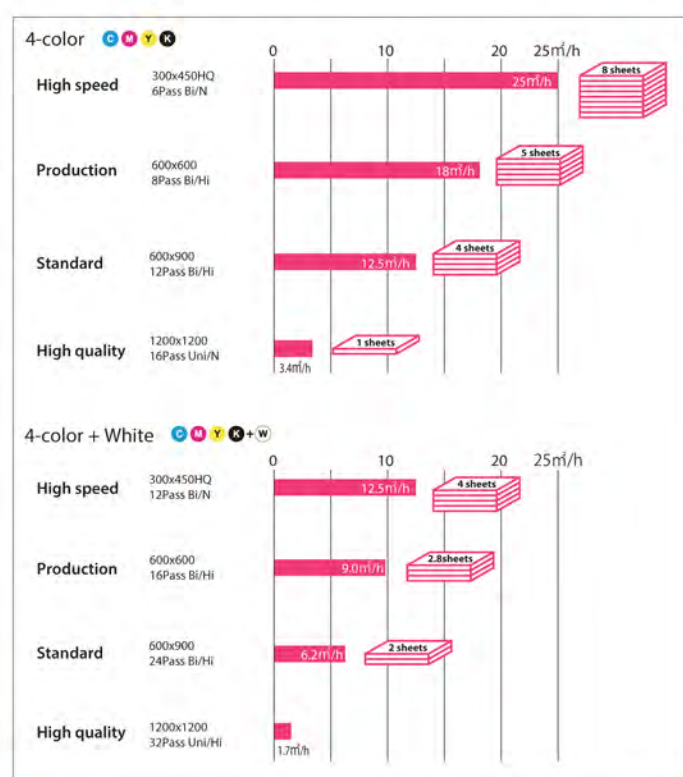 4-color C M Y K
0 10 20 25㎡/h
High speed 300x450HQ
6Pass Bi/N
25㎡/h
8 sheets
Production 600x600
8Pass Bi/Hi
18㎡/h
5 sheets
Standard 600x900
12Pass Bi/Hi
12.5㎡/h
4 sheets
High quality 1200x1200
16Pass Uni/N
3.4㎡/h
1 sheets
4-color + White C M Y K + W
0 10 20 25㎡/h
High speed 300x450HQ
12Pass Bi/N
12.5㎡/h
4 sheets
Production 600x600
16Pass Bi/Hi
9.0㎡/h
2.8sheets
Standard 600x900
24Pass Bi/Hi
6.2㎡/h
2 sheets
High quality 1200x1200
32Pass Uni/Hi
1.7㎡/h